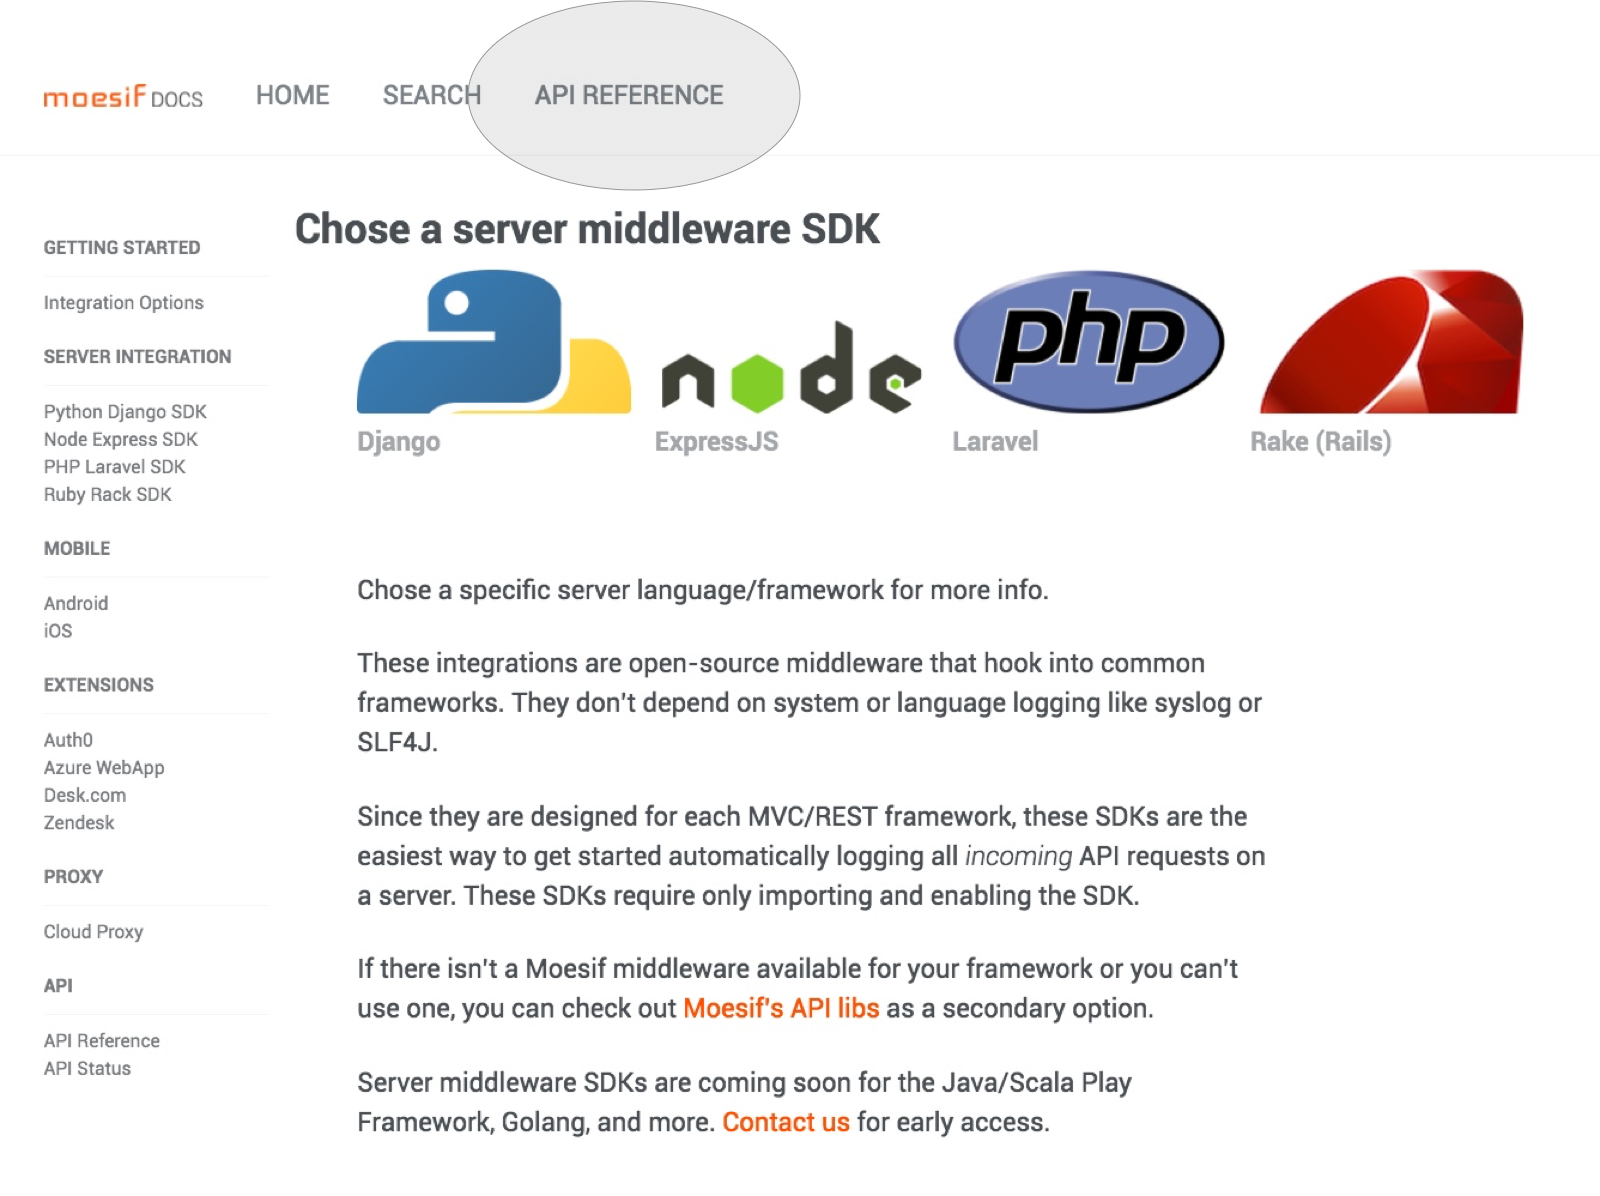 moesif DOCS HOME SEARCH API REFERENCE
Chose a server middleware SDK
GETTING STARTED
Integration Options
SERVER INTEGRATION
Python Django SDK
Node Express SDK
PHP Laravel SDK
Ruby Rack SDK
MOBILE
Android
iOS
EXTENSIONS
Auth0
Azure WebApp
Desk.com
Zendesk
PROXY
Cloud Proxy
API
API Reference
API Status
node php
Django ExpressJS Laravel Rake (Rails)
Chose a specific server language/framework for more info.
These integrations are open-source middleware that hook into common
frameworks. They don't depend on system or language logging like syslog or
SLF4J.
Since they are designed for each MVC/REST framework, these SDKs are the
easiest way to get started automatically logging all incoming API requests on
a server. These SDKs require only importing and enabling the SDK.
If there isn't a Moesif middleware available for your framework or you can't
use one, you can check out Moesif's API libs as a secondary option.
Server middleware SDKs are coming soon for the Java/Scala Play
Framework, Golang, and more. Contact us for early access.